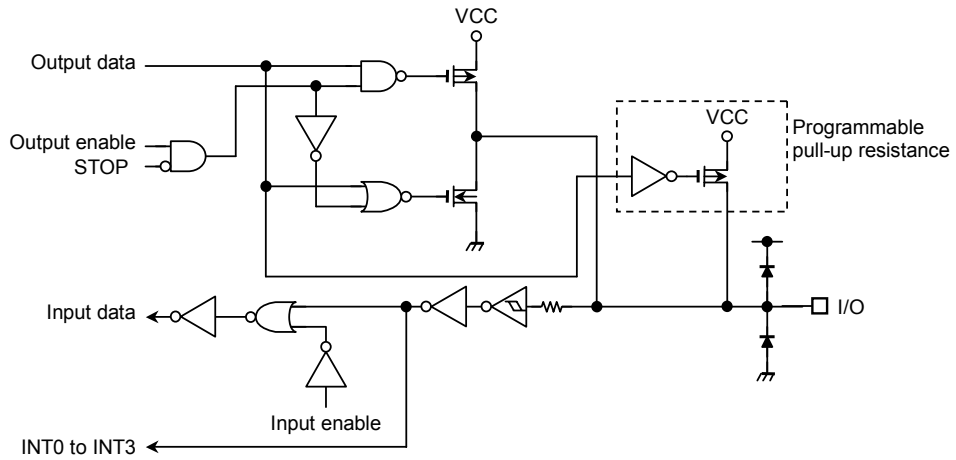 VCC
Output data
Output enable
STOP
VCC
Programmable
pull-up resistance
Input data
I/O
Input enable
INT0 to INT3